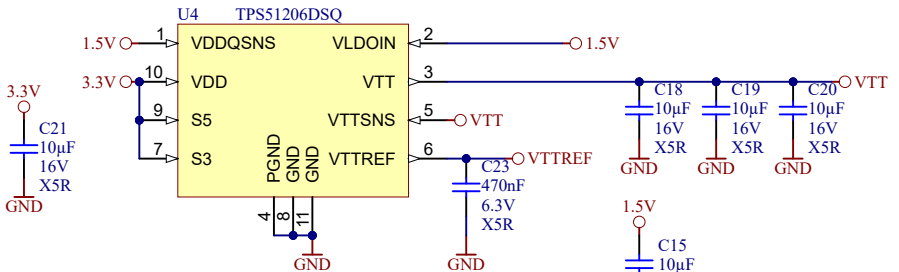 U4 TPS51206DSQ
1.5V 1 VDDQSNS VLDOIN 2 1.5V
3.3V 10 VDD VTT 3 VTT
9 S5 VTTSNS 5 VTT
7 S3 VTTREF 6 VTTREF
PGND GND GND
4 8 11
GND
3.3V
C21
10µF
16V
X5R
GND
C23
470nF
6.3V
X5R
GND
C18
10µF
16V
X5R
GND
C19
10µF
16V
X5R
GND
C20
10µF
16V
X5R
GND
1.5V
C15
10µF